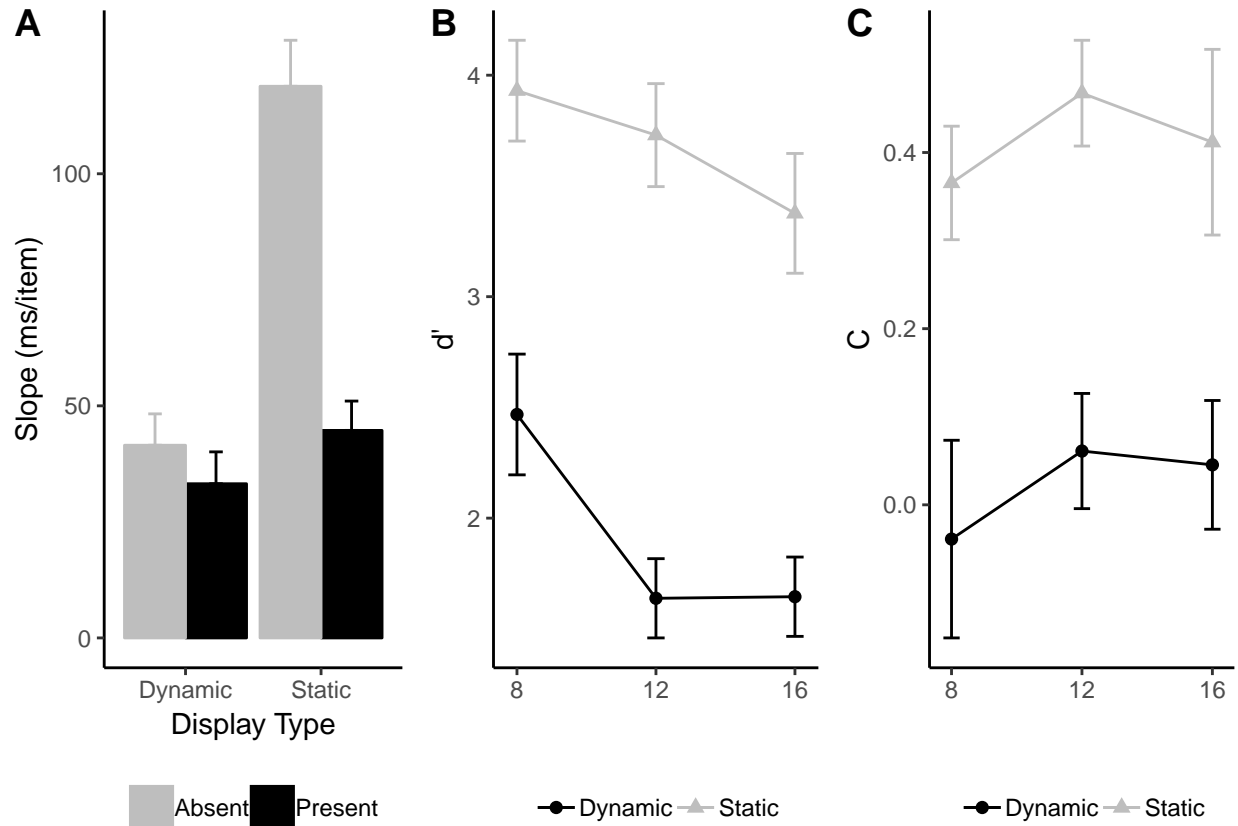 A
Slope (ms/item)
100
50
0
Dynamic Static
Display Type
Absent Present
B
d'
4
3
2
8 12 16
Dynamic Static
C
C
0.4
0.2
0.0
8 12 16
Dynamic Static